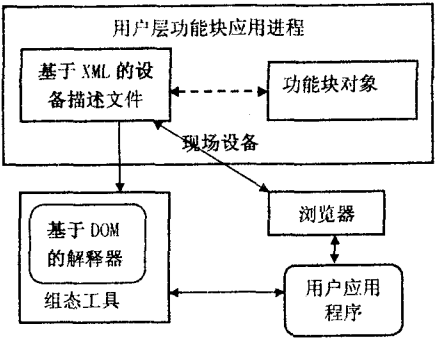 用户层功能块应用进程
基于 XML 的设
备描述文件
功能块对象
现场设备
基于 DOM
的解释器
组态工具
浏览器
用户应用
程序